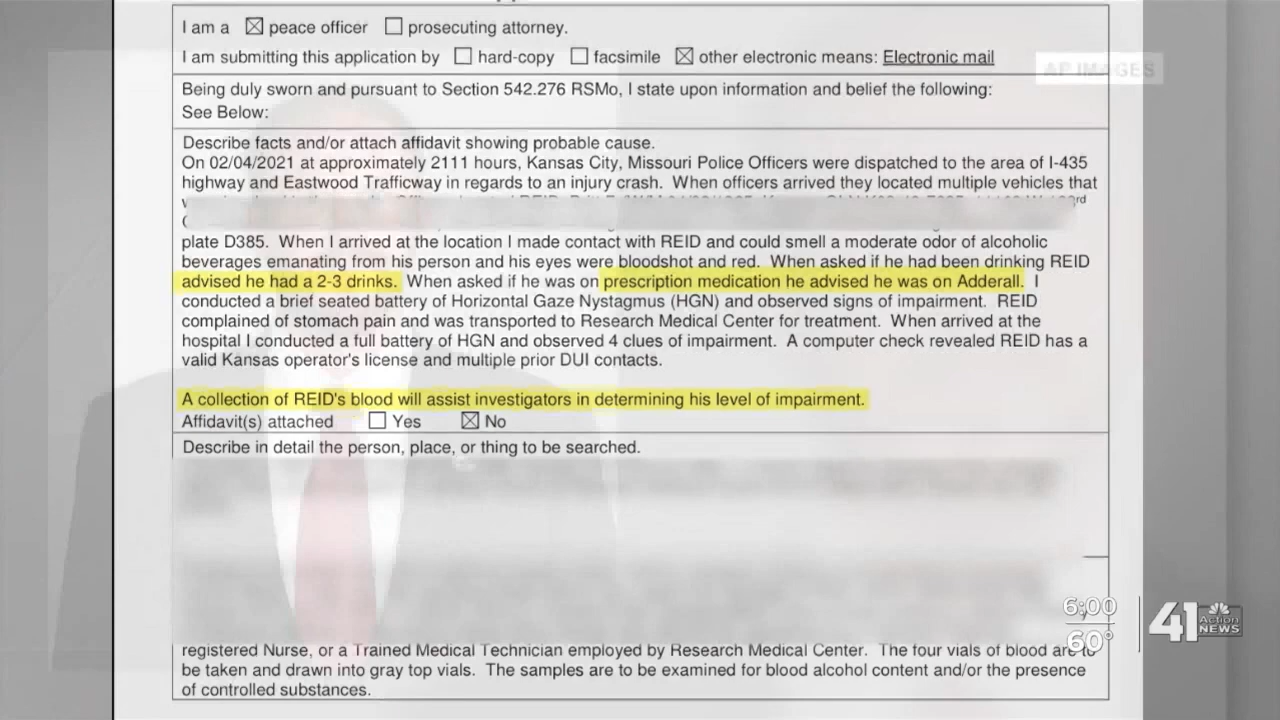 I am a ☒ peace officer ☐ prosecuting attorney.
I am submitting this application by ☐ hard-copy ☐ facsimile ☒ other electronic means: Electronic mail
AP IMAGES
Being duly sworn and pursuant to Section 542.276 RSMo, I state upon information and belief the following:
See Below:
Describe facts and/or attach affidavit showing probable cause.
On 02/04/2021 at approximately 2111 hours, Kansas City, Missouri Police Officers were dispatched to the area of I-435
highway and Eastwood Trafficway in regards to an injury crash. When officers arrived they located multiple vehicles that
plate D385. When I arrived at the location I made contact with REID and could smell a moderate odor of alcoholic
beverages emanating from his person and his eyes were bloodshot and red. When asked if he had been drinking REID
advised he had a 2-3 drinks. When asked if he was on prescription medication he advised he was on Adderall. I
conducted a brief seated battery of Horizontal Gaze Nystagmus (HGN) and observed signs of impairment. REID
complained of stomach pain and was transported to Research Medical Center for treatment. When arrived at the
hospital I conducted a full battery of HGN and observed 4 clues of impairment. A computer check revealed REID has a
valid Kansas operator's license and multiple prior DUI contacts.
A collection of REID's blood will assist investigators in determining his level of impairment.
Affidavit(s) attached ☐ Yes ☒ No
Describe in detail the person, place, or thing to be searched.
registered Nurse, or a Trained Medical Technician employed by Research Medical Center. The four vials of blood are to
be taken and drawn into gray top vials. The samples are to be examined for blood alcohol content and/or the presence
of controlled substances.
6:00
60°
41 Action NEWS